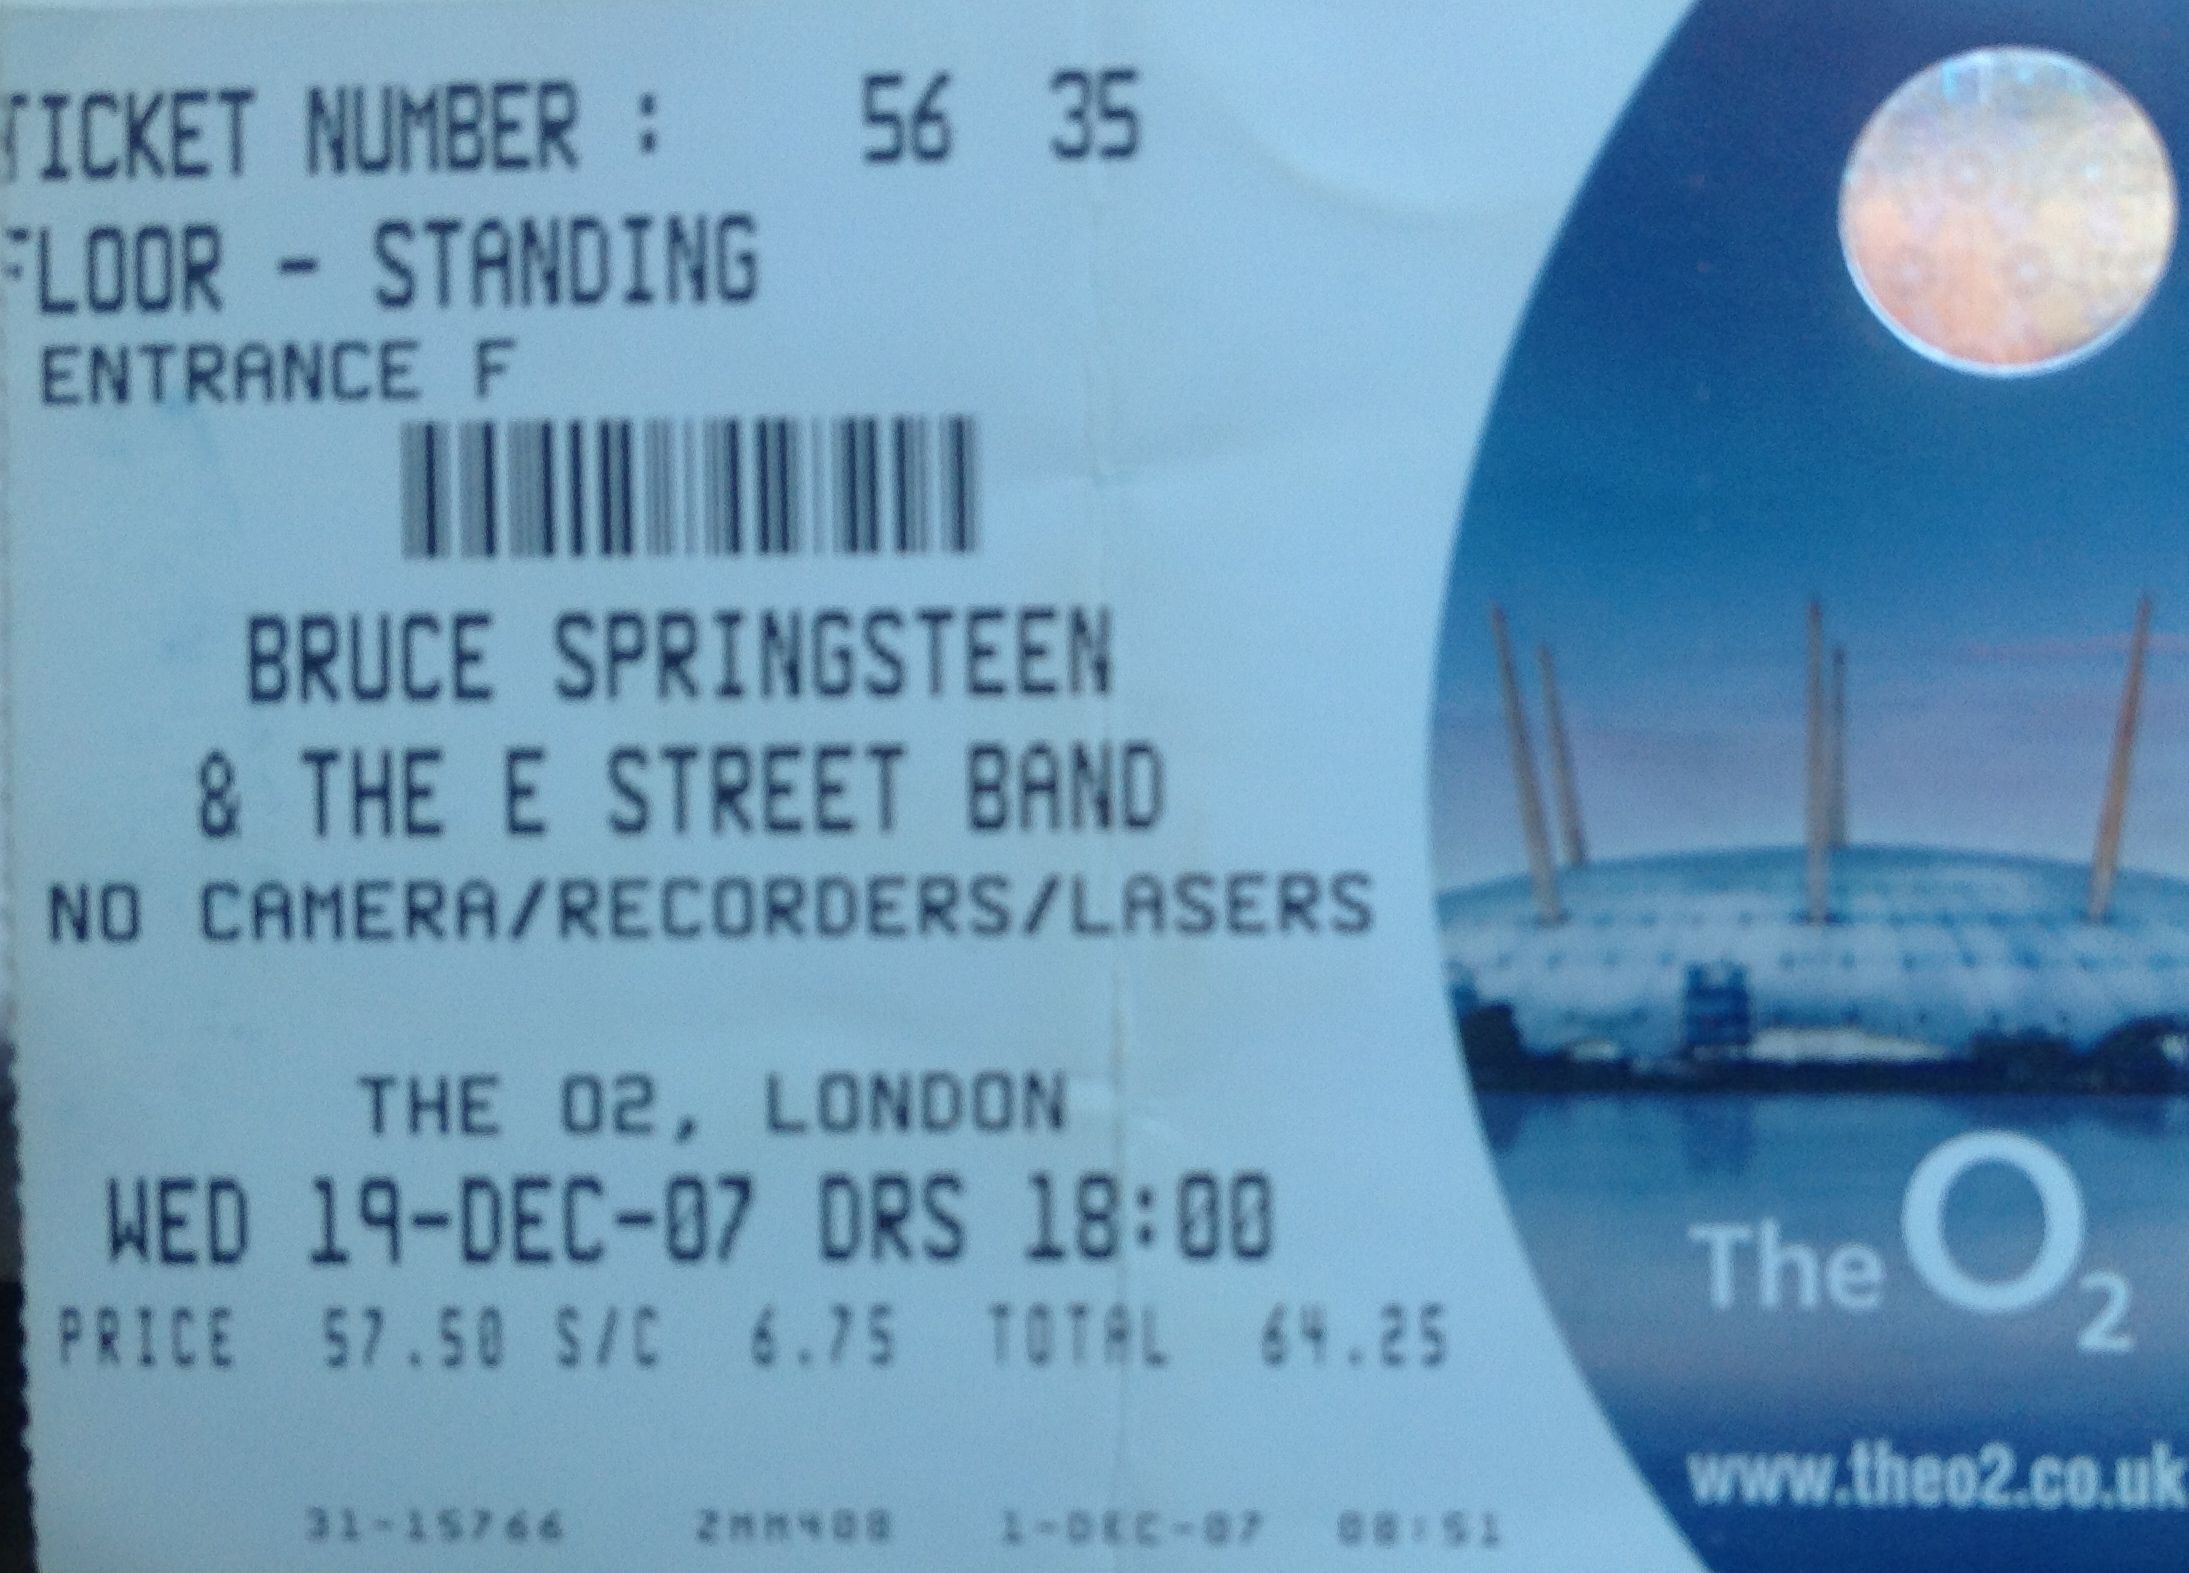 TICKET NUMBER : 56 35
FLOOR - STANDING
ENTRANCE F
BRUCE SPRINGSTEEN
& THE E STREET BAND
NO CAMERA/RECORDERS/LASERS
THE O2, LONDON
WED 19-DEC-07 DRS 18:00
PRICE 57.50 S/C 6.75 TOTAL 64.25
31-15766 ZMM408 1-DEC-07 08:51
The O2
www.theo2.co.uk